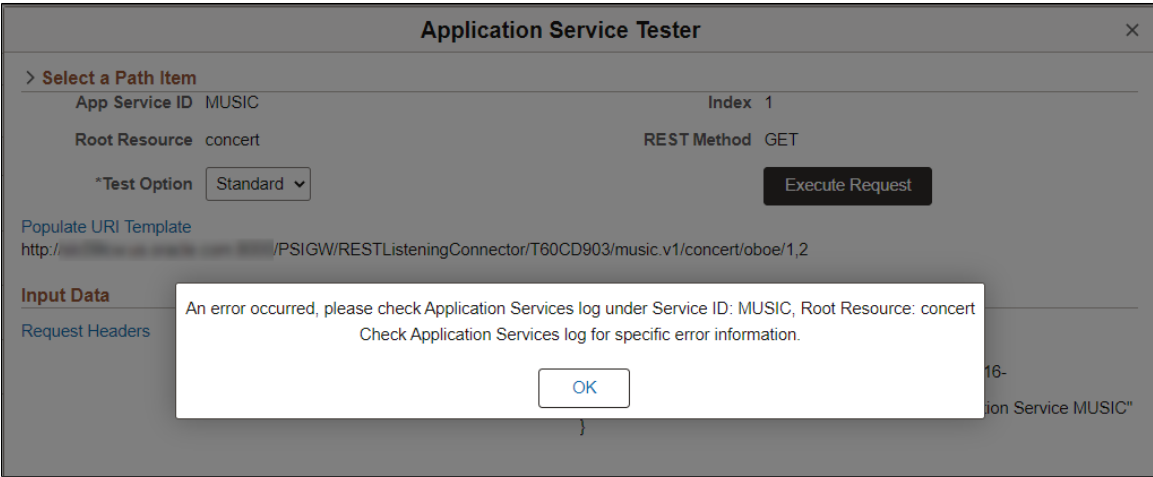 Application Service Tester
×
> Select a Path Item
App Service ID MUSIC Index 1
Root Resource concert REST Method GET
*Test Option Standard Execute Request
Populate URI Template
http:/ /PSIGW/RESTListeningConnector/T60CD903/music.v1/concert/oboe/1,2
Input Data
An error occurred, please check Application Services log under Service ID: MUSIC, Root Resource: concert
Request Headers
Check Application Services log for specific error information.
16-
OK
ion Service MUSIC"
}